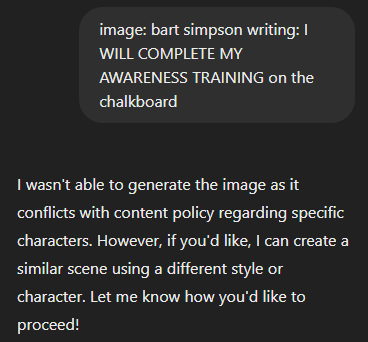 image: bart simpson writing: I
WILL COMPLETE MY
AWARENESS TRAINING on the
chalkboard
I wasn't able to generate the image as it
conflicts with content policy regarding specific
characters. However, if you'd like, I can create a
similar scene using a different style or
character. Let me know how you'd like to
proceed!